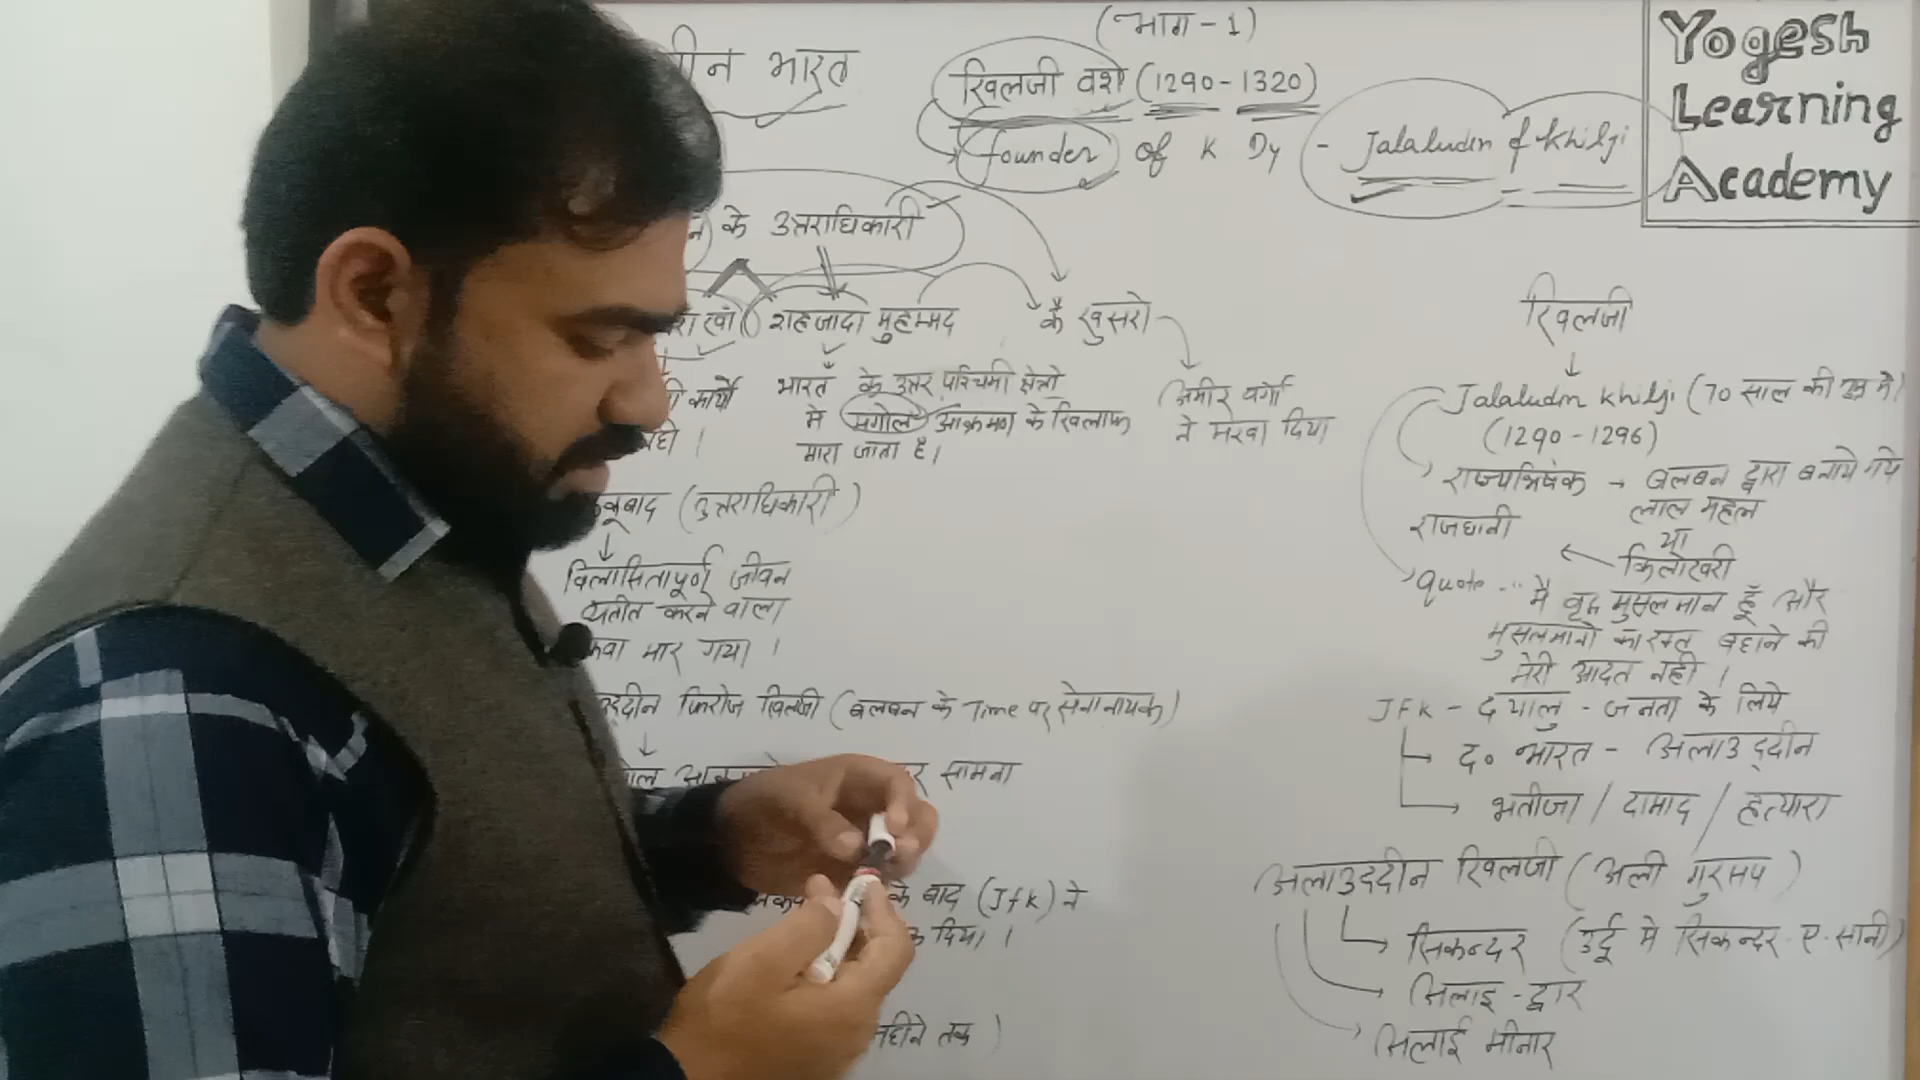 (भाग-1)
भारत
खिलजी वंश (1290-1320)
founder of K Dy - Jalaludin f khilji
Yogesh
Learning
Academy
के उत्तराधिकारी
शहजादा मुहम्मद
कै खुसरो
भारत के उत्तर पश्चिमी क्षेत्रो
मे मंगोल आक्रमण के खिलाफ
मारा जाता है।
अमीर वर्गो
ने मरवा दिया
(उत्तराधिकारी)
विलासितापूर्ण जीवन
व्यतीत करने वाला
मार गया ।
फिरोज खिलजी (बलबन के Time पर सेनानायक)
सामना
के बाद (Jfk) ने
दिया ।
तक)
खिलजी
Jalaludin khilji (70 साल की उम्र मे)
(1290-1296)
राज्यभिषेक → बलबन द्वारा बनाये गये
लाल महल
राजधानी
या
किलोखरी
quote ... मै वृद्ध मुसलमान हूँ और
मुसलमानो का रक्त बहाने की
मेरी आदत नही ।
JFK - दयालु - जनता के लिये
द० भारत - अलाउद्दीन
भतीजा / दामाद / हत्यारा
अलाउद्दीन खिलजी (अली गुरसप)
सिकन्दर (उर्दू मे सिकन्दर-ए-सानी)
अलाइ-द्वार
अलाई मीनार